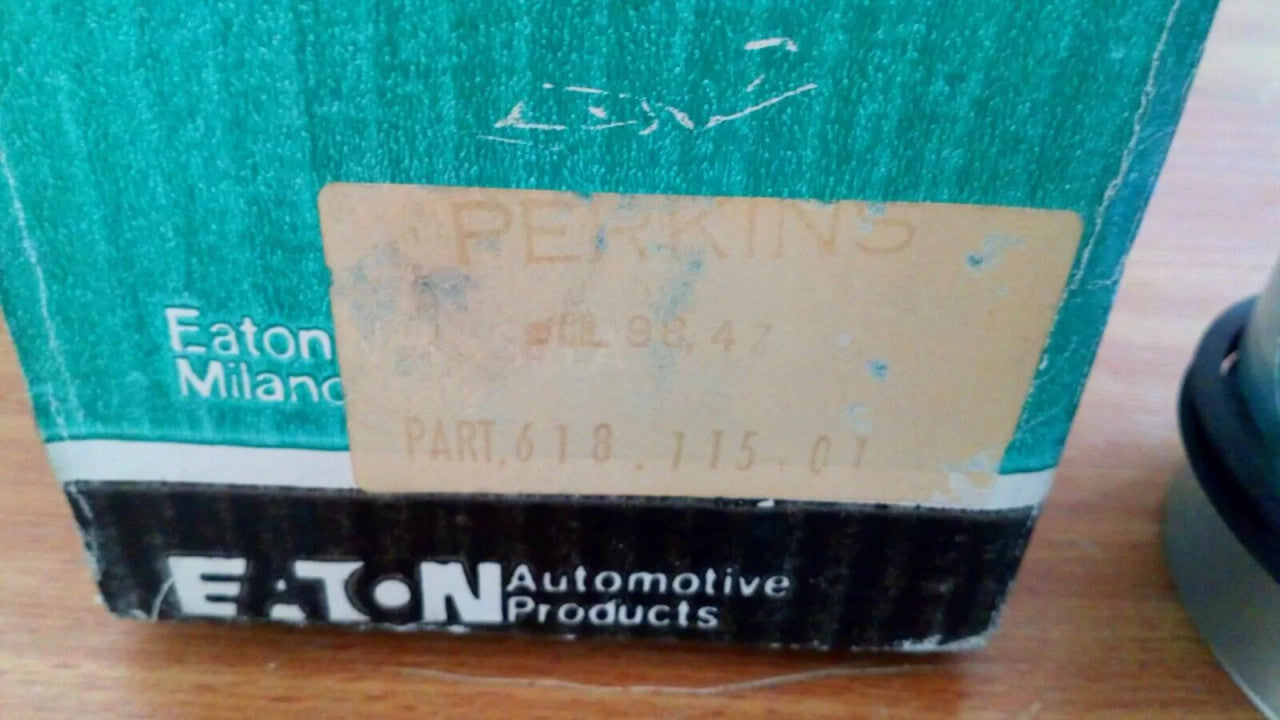 PERKINS
Eaton
Milano
98,47
PART.618.115.01
EATON Automotive
Products